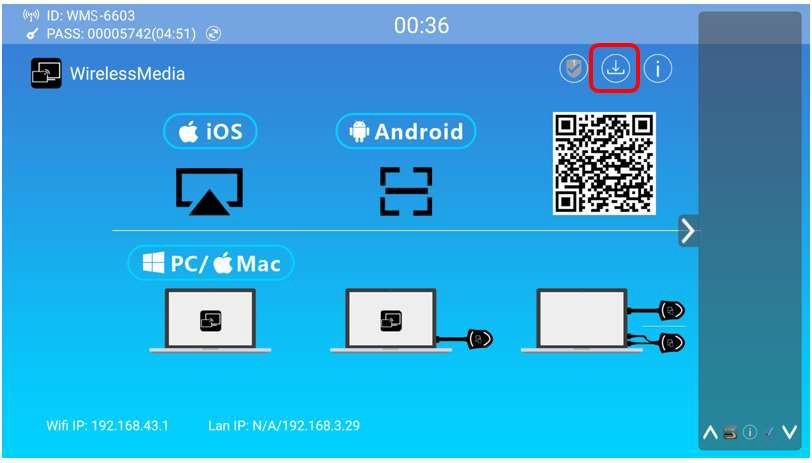 ID: WMS-6603
PASS: 00005742(04:51)
00:36
WirelessMedia
iOS
Android
PC/ Mac
Wifi IP: 192.168.43.1
Lan IP: N/A/192.168.3.29